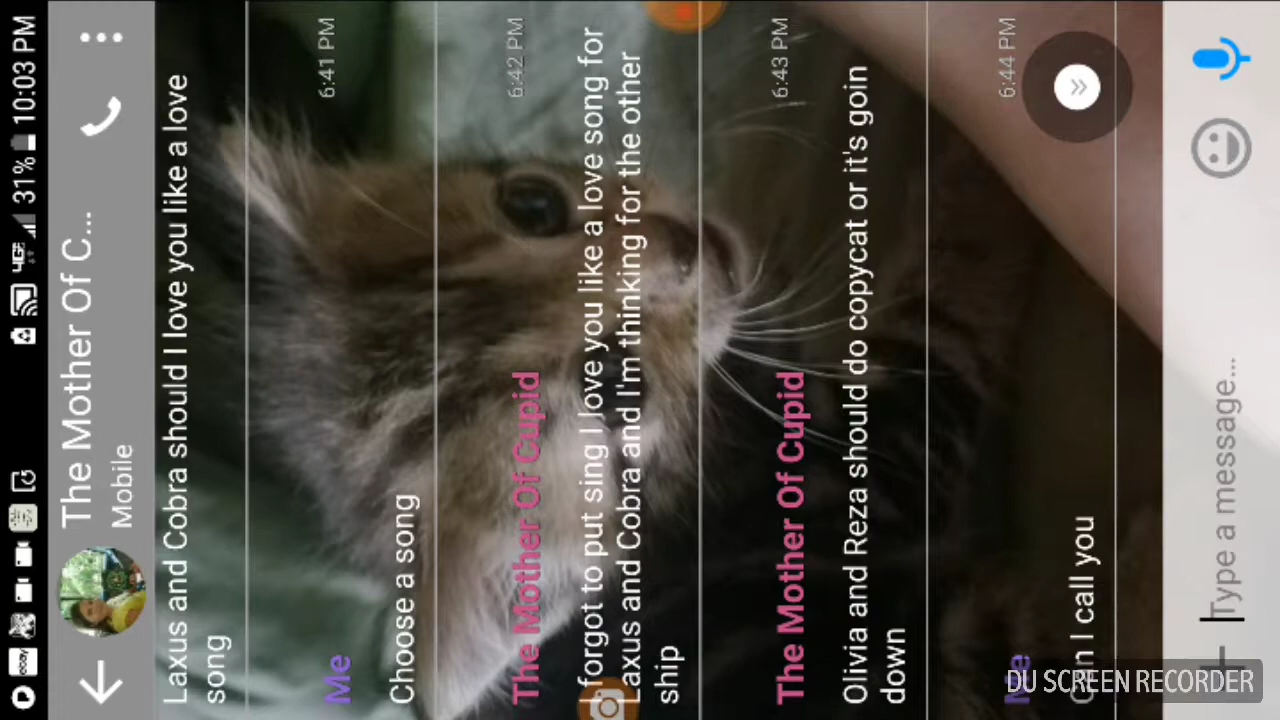 31% 10:03 PM
ebay
The Mother Of C...
Mobile
Laxus and Cobra should I love you like a love
song
6:41 PM
Me
Choose a song
6:42 PM
The Mother Of Cupid
I forgot to put sing I love you like a love song for
Laxus and Cobra and I'm thinking for the other
ship
6:43 PM
The Mother Of Cupid
Olivia and Reza should do copycat or it's goin
down
6:44 PM
Me
Can I call you
Type a message...
DU SCREEN RECORDER